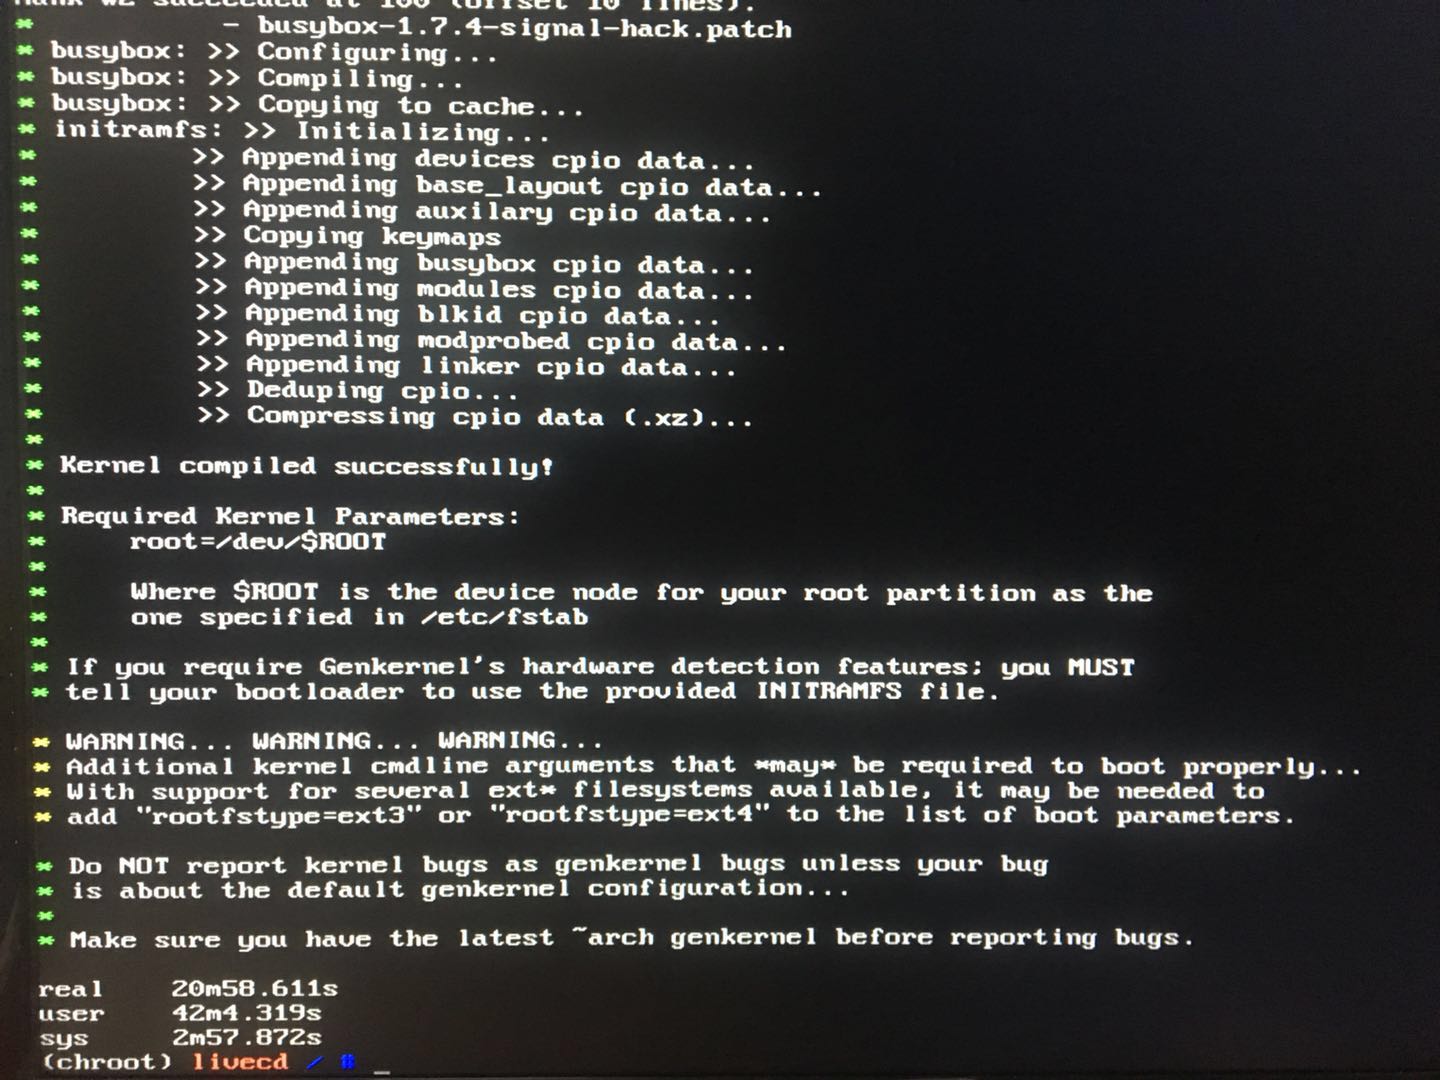 Hunk #2 succeeded at 100 (offset 10 lines).
* - busybox-1.7.4-signal-hack.patch
* busybox: >> Configuring...
* busybox: >> Compiling...
* busybox: >> Copying to cache...
* initramfs: >> Initializing...
* >> Appending devices cpio data...
* >> Appending base_layout cpio data...
* >> Appending auxilary cpio data...
* >> Copying keymaps
* >> Appending busybox cpio data...
* >> Appending modules cpio data...
* >> Appending blkid cpio data...
* >> Appending modprobed cpio data...
* >> Appending linker cpio data...
* >> Deduping cpio...
* >> Compressing cpio data (.xz)...
*
* Kernel compiled successfully!
*
* Required Kernel Parameters:
* root=/dev/$ROOT
*
* Where $ROOT is the device node for your root partition as the
* one specified in /etc/fstab
*
* If you require Genkernel's hardware detection features; you MUST
* tell your bootloader to use the provided INITRAMFS file.
* WARNING... WARNING... WARNING...
* Additional kernel cmdline arguments that *may* be required to boot properly...
* With support for several ext* filesystems available, it may be needed to
* add "rootfstype=ext3" or "rootfstype=ext4" to the list of boot parameters.
* Do NOT report kernel bugs as genkernel bugs unless your bug
* is about the default genkernel configuration...
*
* Make sure you have the latest ~arch genkernel before reporting bugs.
real 20m58.611s
user 42m4.319s
sys 2m57.872s
(chroot) livecd / # _